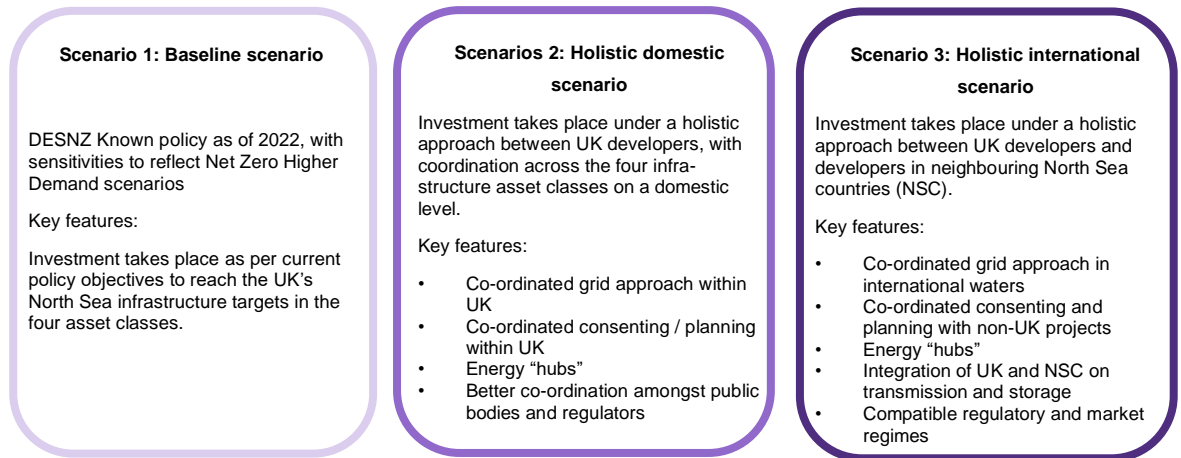 Scenario 1: Baseline scenario
DESNZ Known policy as of 2022, with
sensitivities to reflect Net Zero Higher
Demand scenarios
Key features:
Investment takes place as per current
policy objectives to reach the UK's
North Sea infrastructure targets in the
four asset classes.
Scenarios 2: Holistic domestic
scenario
Investment takes place under a holistic
approach between UK developers, with
coordination across the four infra-
structure asset classes on a domestic
level.
Key features:
• Co-ordinated grid approach within
UK
• Co-ordinated consenting / planning
within UK
• Energy “hubs”
• Better co-ordination amongst public
bodies and regulators
Scenario 3: Holistic international
scenario
Investment takes place under a holistic
approach between UK developers and
developers in neighbouring North Sea
countries (NSC).
Key features:
• Co-ordinated grid approach in
international waters
• Co-ordinated consenting and
planning with non-UK projects
• Energy “hubs”
• Integration of UK and NSC on
transmission and storage
• Compatible regulatory and market
regimes